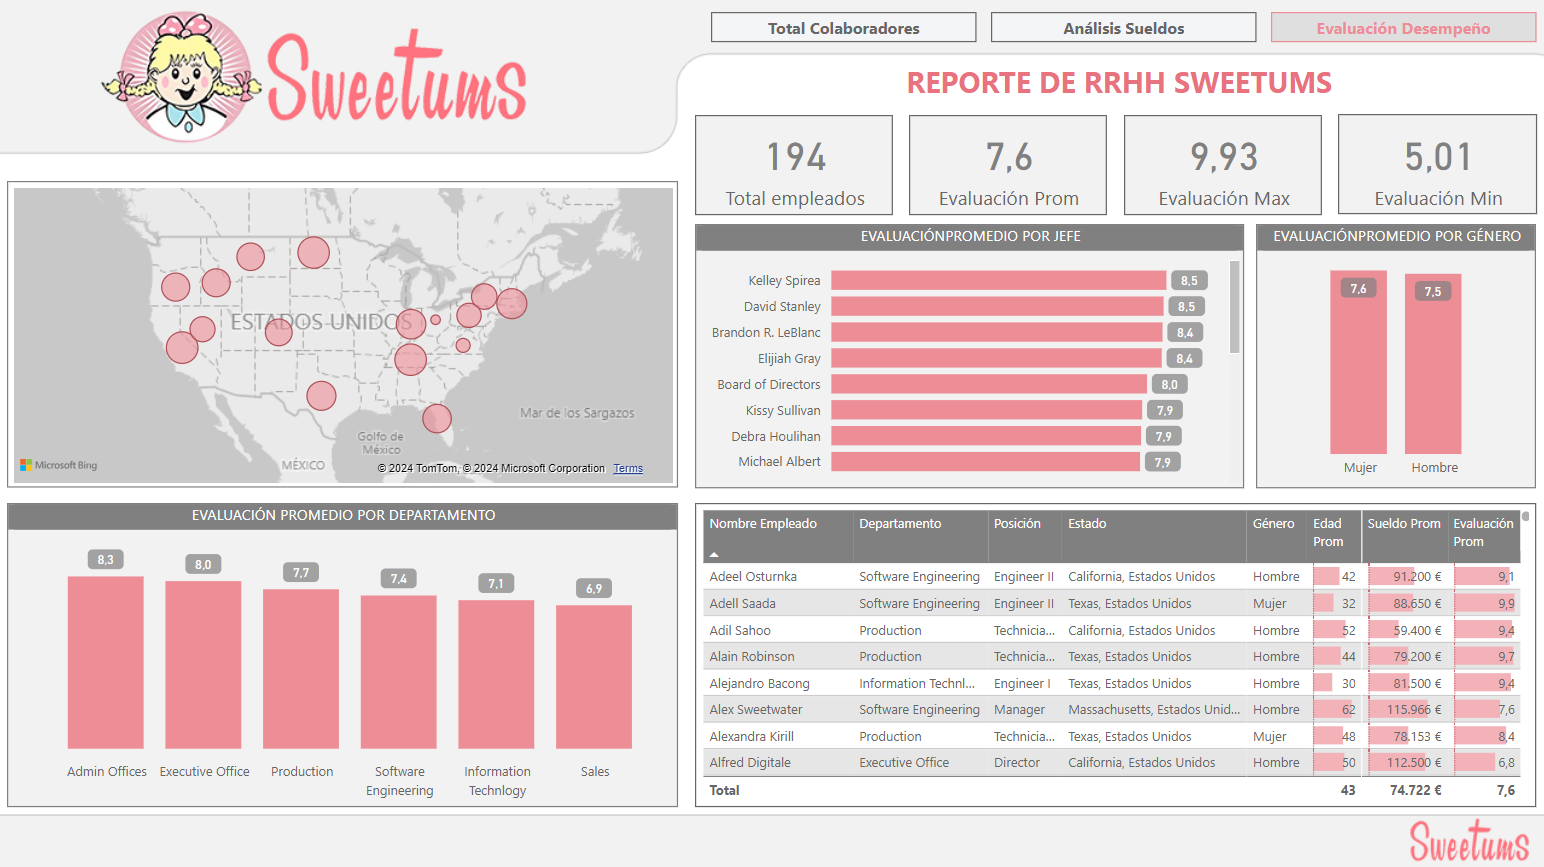 Sweetums
Total Colaboradores
Análisis Sueldos
Evaluación Desempeño
REPORTE DE RRHH SWEETUMS
194
Total empleados
7,6
Evaluación Prom
9,93
Evaluación Max
5,01
Evaluación Min
ESTADOS UNIDOS
Mar de los Sargazos
Golfo de
México
MÉXICO
Microsoft Bing
© 2024 TomTom, © 2024 Microsoft Corporation Terms
EVALUACIÓNPROMEDIO POR JEFE
Kelley Spirea 8,5
David Stanley 8,5
Brandon R. LeBlanc 8,4
Elijiah Gray 8,4
Board of Directors 8,0
Kissy Sullivan 7,9
Debra Houlihan 7,9
Michael Albert 7,9
EVALUACIÓNPROMEDIO POR GÉNERO
7,6 7,5
Mujer Hombre
EVALUACIÓN PROMEDIO POR DEPARTAMENTO
8,3 8,0 7,7 7,4 7,1 6,9
Admin Offices Executive Office Production Software Information Sales
Engineering Technlogy
Nombre Empleado Departamento Posición Estado Género Edad Sueldo Prom Evaluación
Prom Prom
Adeel Osturnka Software Engineering Engineer II California, Estados Unidos Hombre 42 91.200 € 9,1
Adell Saada Software Engineering Engineer II Texas, Estados Unidos Mujer 32 88.650 € 9,9
Adil Sahoo Production Technicia... California, Estados Unidos Hombre 52 59.400 € 9,4
Alain Robinson Production Technicia... Texas, Estados Unidos Hombre 44 79.200 € 9,7
Alejandro Bacong Information Technl... Engineer I Texas, Estados Unidos Hombre 30 81.500 € 9,4
Alex Sweetwater Software Engineering Manager Massachusetts, Estados Unid... Hombre 62 115.966 € 7,6
Alexandra Kirill Production Technicia... Texas, Estados Unidos Mujer 48 78.153 € 8,4
Alfred Digitale Executive Office Director California, Estados Unidos Hombre 50 112.500 € 6,8
Total 43 74.722 € 7,6
Sweetums